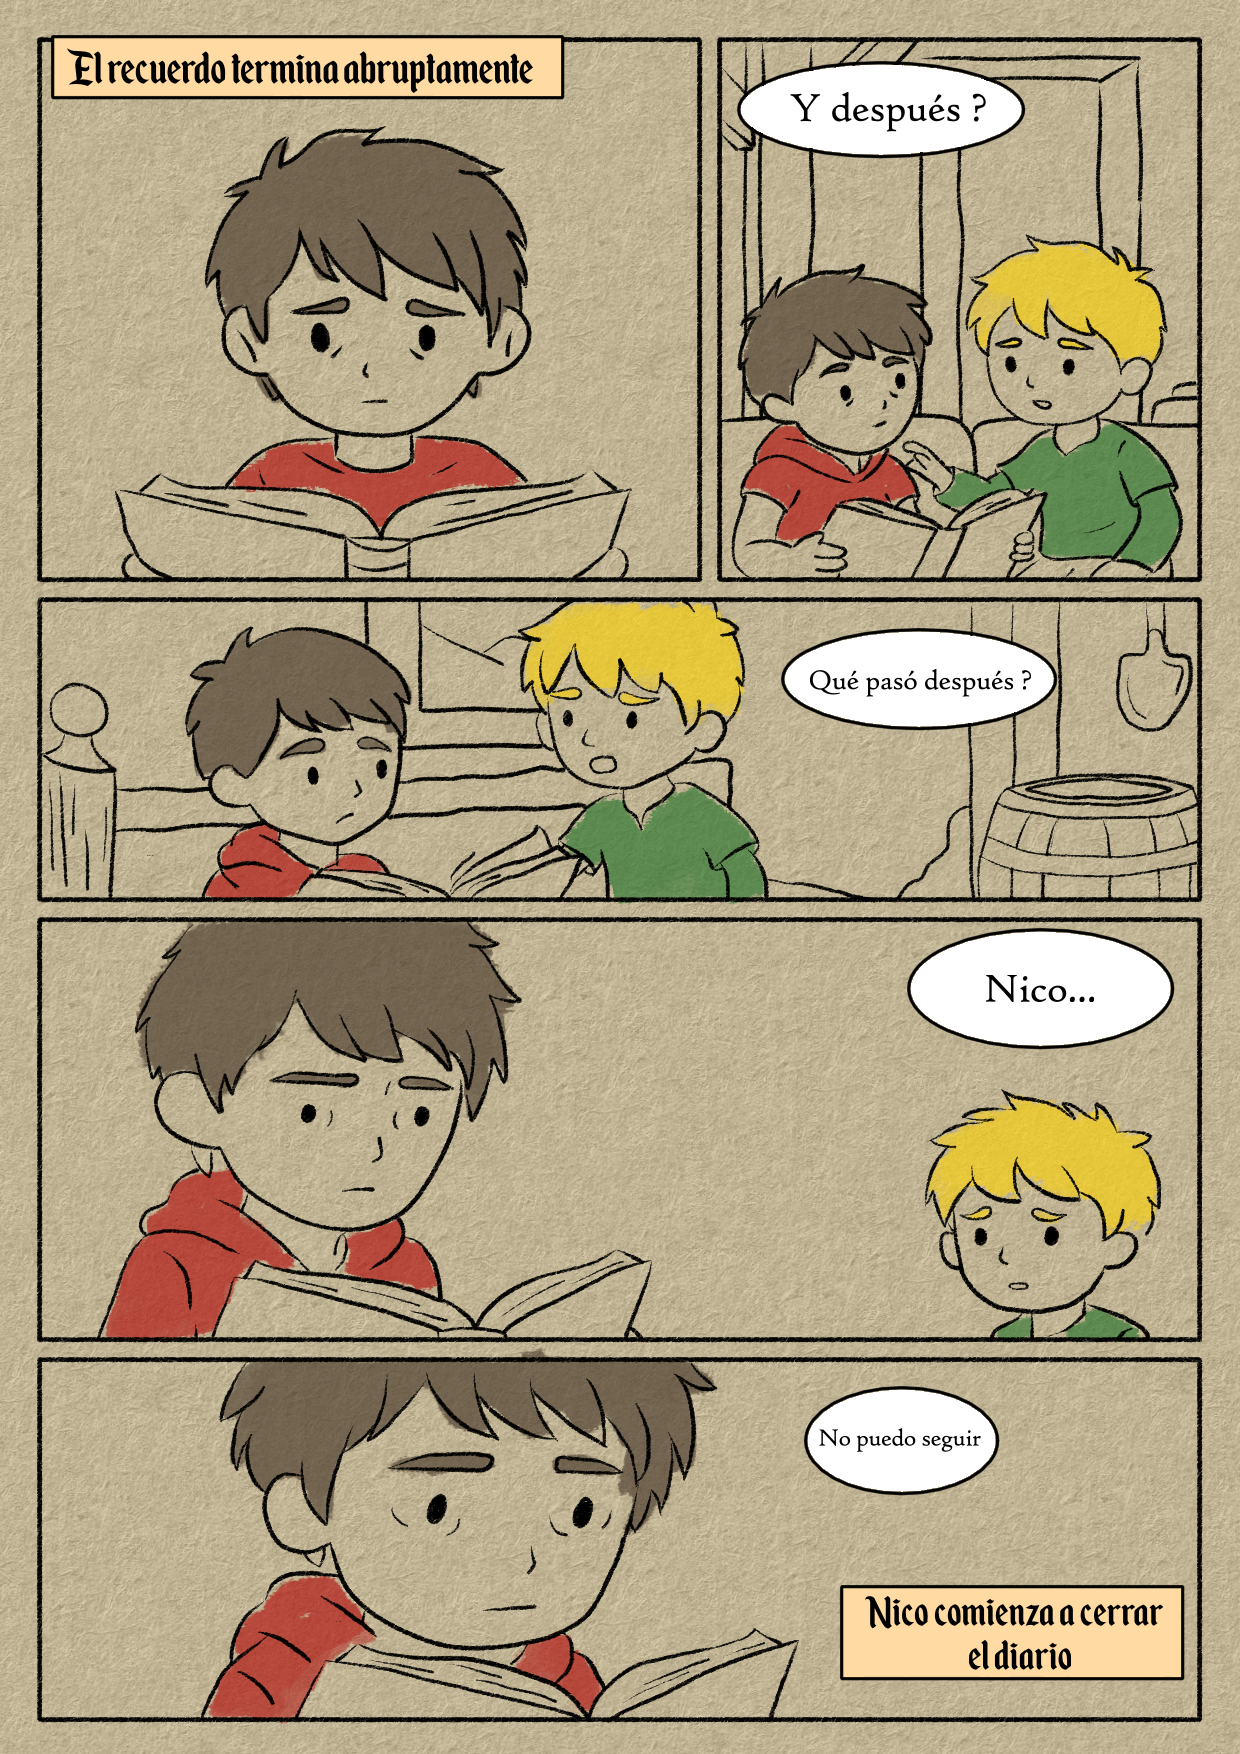 El recuerdo termina abruptamente
Y después ?
Qué pasó después ?
Nico...
No puedo seguir
Nico comienza a cerrar
el diario